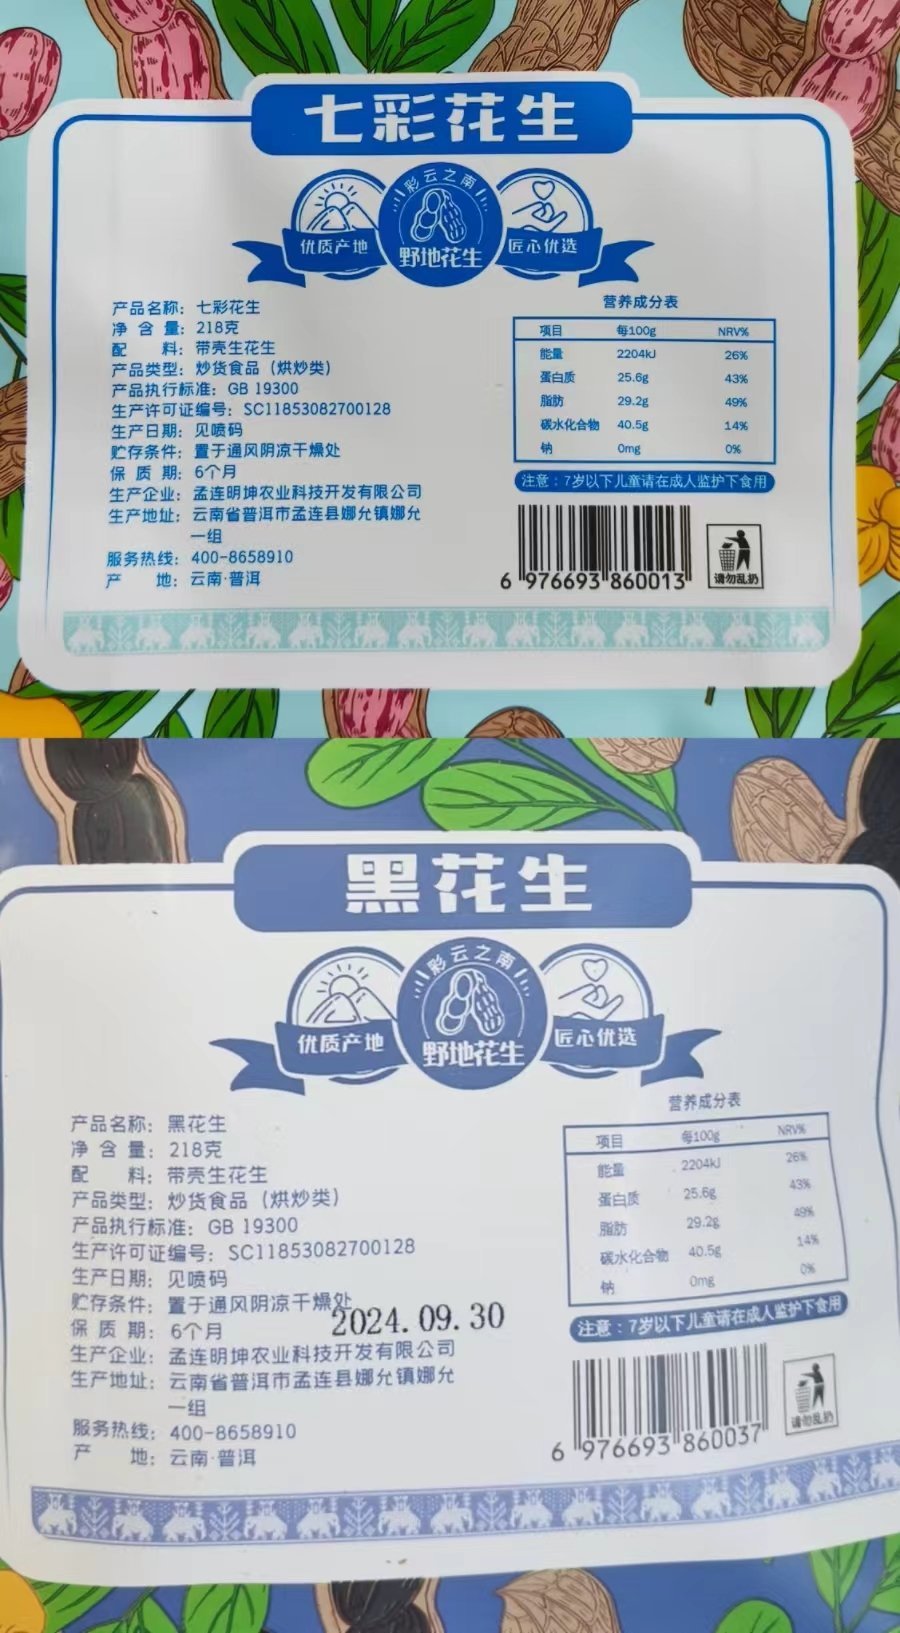 七彩花生
彩云之南
优质产地
野地花生
匠心优选
产品名称：七彩花生
净 含 量：218克
配 料：带壳生花生
产品类型：炒货食品（烘炒类）
产品执行标准：GB 19300
生产许可证编号：SC11853082700128
生产日期：见喷码
贮存条件：置于通风阴凉干燥处
保 质 期：6个月
生产企业：孟连明坤农业科技开发有限公司
生产地址：云南省普洱市孟连县娜允镇娜允
一组
服务热线：400-8658910
产 地：云南·普洱
营养成分表
项目 每100g NRV%
能量 2204kJ 26%
蛋白质 25.6g 43%
脂肪 29.2g 49%
碳水化合物 40.5g 14%
钠 0mg 0%
注意：7岁以下儿童请在成人监护下食用
6 976693 860013
请勿乱扔
黑花生
彩云之南
优质产地
野地花生
匠心优选
产品名称：黑花生
净 含 量：218克
配 料：带壳生花生
产品类型：炒货食品（烘炒类）
产品执行标准：GB 19300
生产许可证编号：SC11853082700128
生产日期：见喷码
贮存条件：置于通风阴凉干燥处
2024.09.30
保 质 期：6个月
生产企业：孟连明坤农业科技开发有限公司
生产地址：云南省普洱市孟连县娜允镇娜允
一组
服务热线：400-8658910
产 地：云南·普洱
营养成分表
项目 每100g NRV%
能量 2204kJ 26%
蛋白质 25.6g 43%
脂肪 29.2g 49%
碳水化合物 40.5g 14%
钠 0mg 0%
注意：7岁以下儿童请在成人监护下食用
6 976693 860037
请勿乱扔